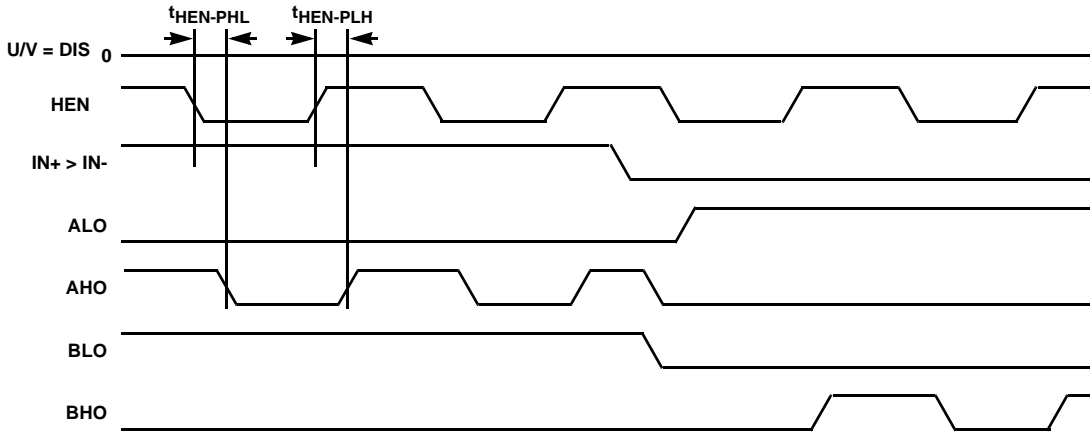 tHEN-PHL tHEN-PLH
U/V = DIS 0
HEN
IN+ > IN-
ALO
AHO
BLO
BHO